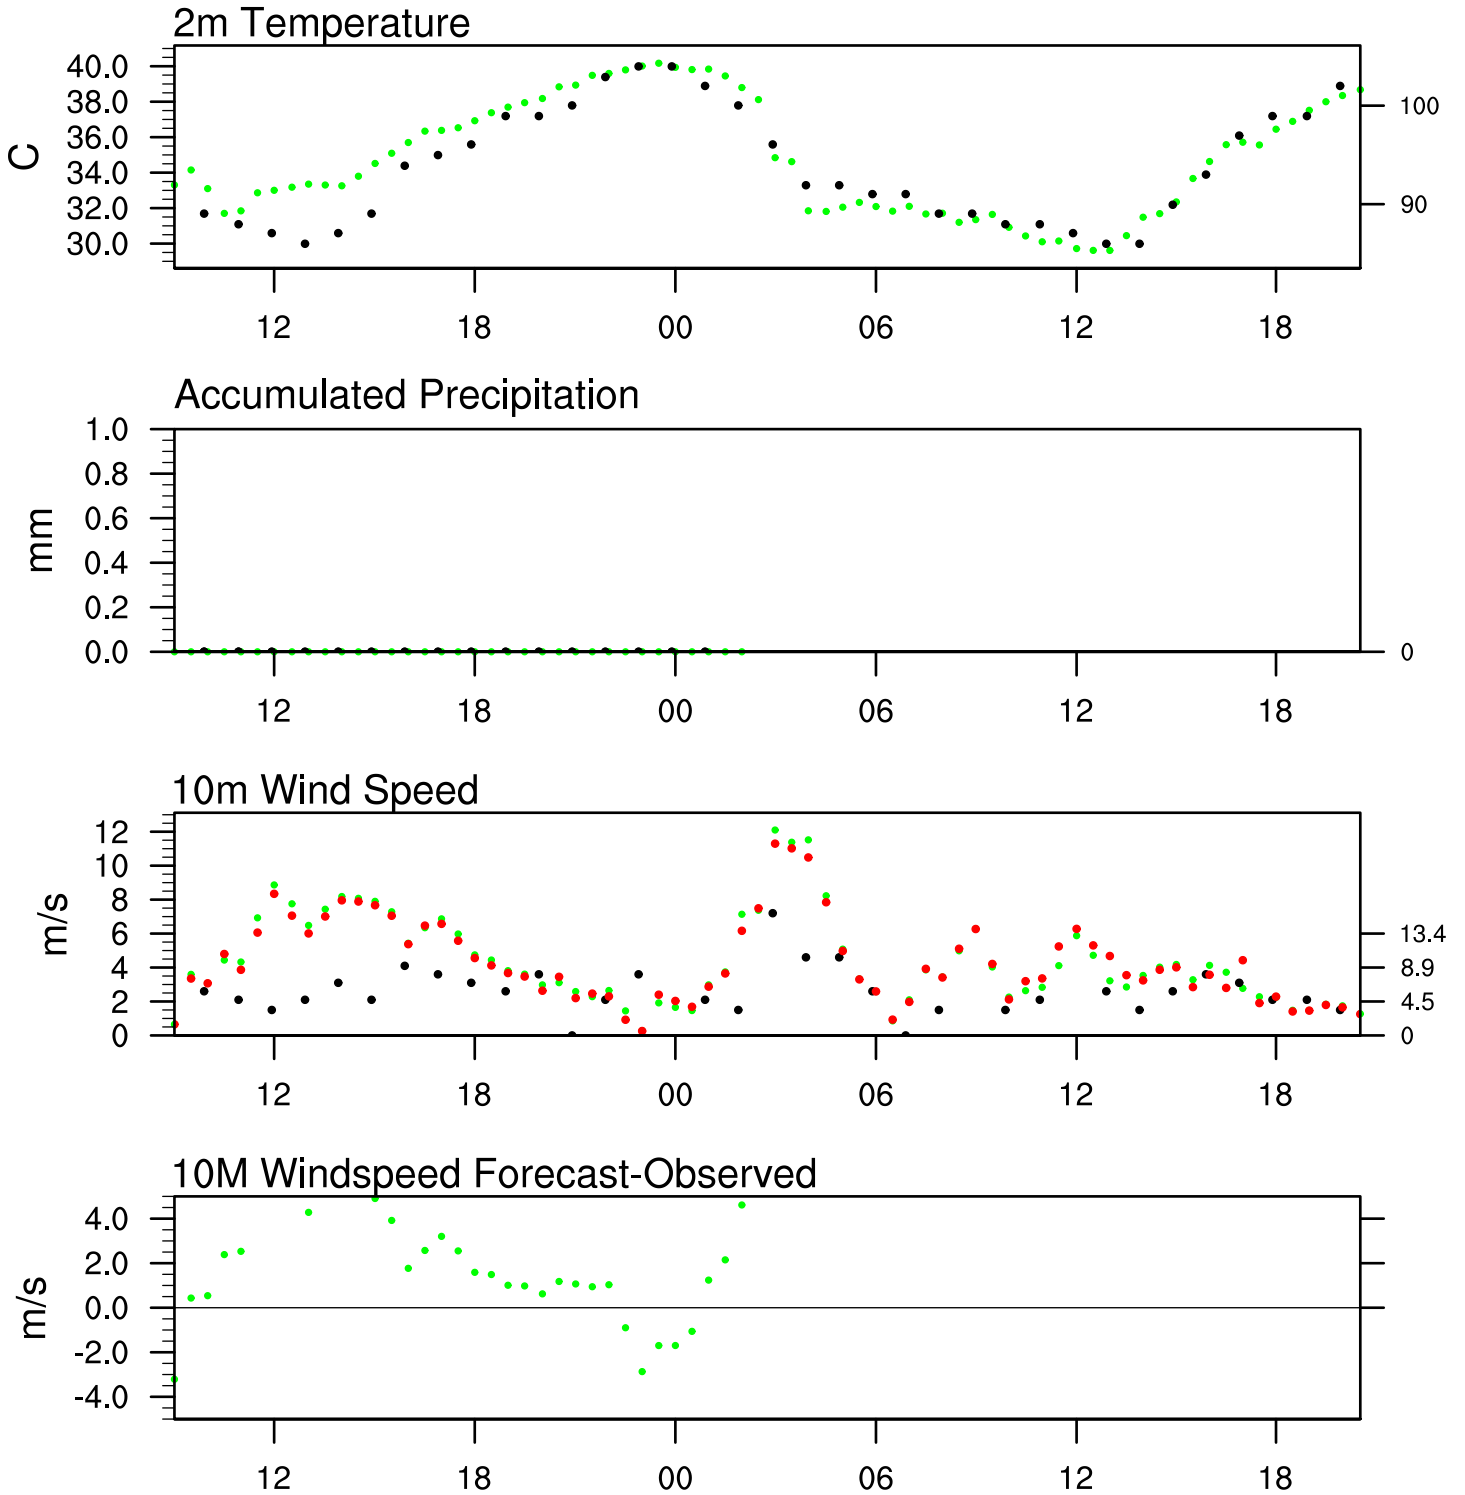 2m Temperature
40.0
38.0
36.0
34.0
32.0
30.0
C
100
90
12 18 00 06 12 18
Accumulated Precipitation
1.0
0.8
0.6
0.4
0.2
0.0
mm
0
12 18 00 06 12 18
10m Wind Speed
12
10
8
6
4
2
0
m/s
13.4
8.9
4.5
0
12 18 00 06 12 18
10M Windspeed Forecast-Observed
4.0
2.0
0.0
-2.0
-4.0
m/s
12 18 00 06 12 18